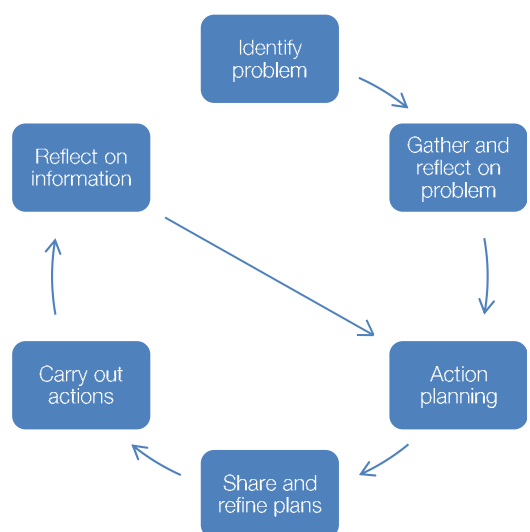 Identify
problem
Gather and
reflect on
problem
Action
planning
Share and
refine plans
Carry out
actions
Reflect on
information